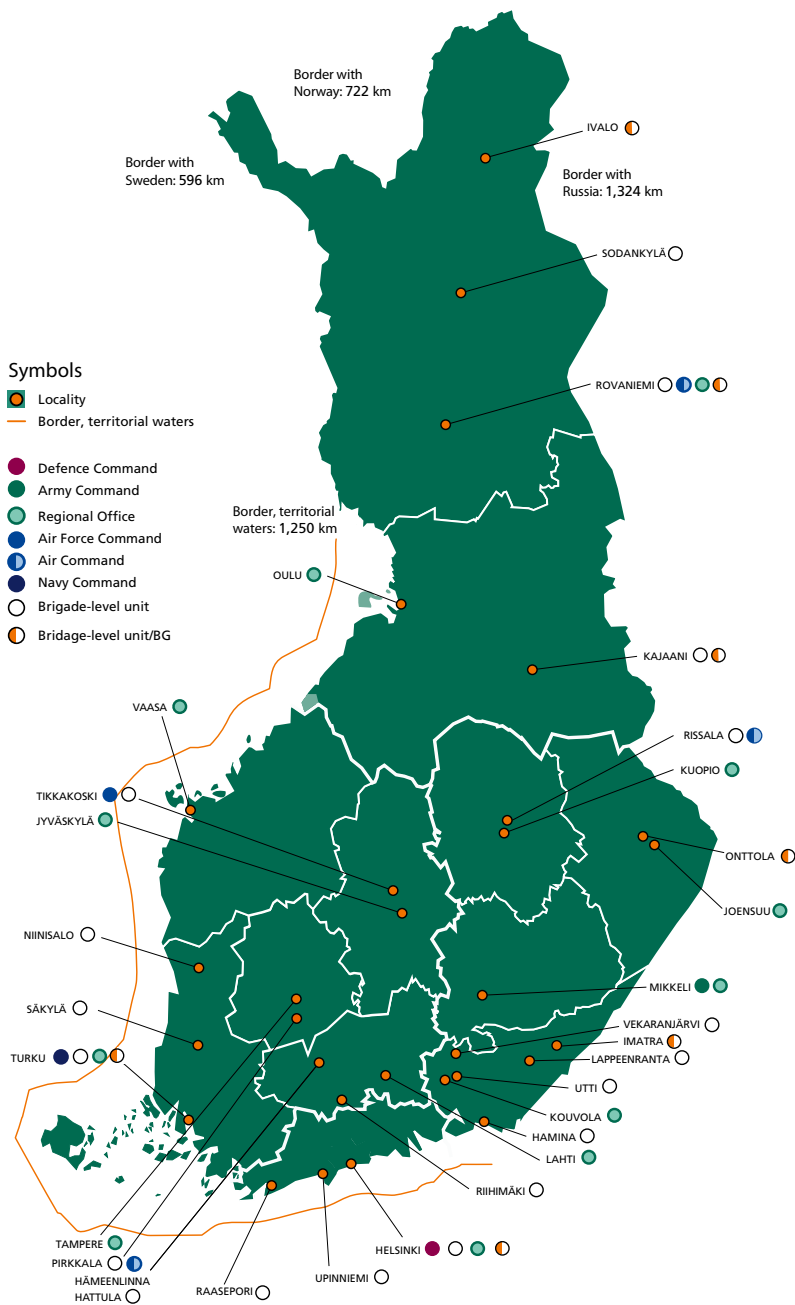 Border with
Norway: 722 km
IVALO
Border with
Sweden: 596 km
Border with
Russia: 1,324 km
SODANKYLÄ
Symbols
Locality
Border, territorial waters
Defence Command
Army Command
Regional Office
Air Force Command
Air Command
Navy Command
Brigade-level unit
Bridage-level unit/BG
ROVANIEMI
Border, territorial
waters: 1,250 km
OULU
KAJAANI
VAASA
RISSALA
KUOPIO
TIKKAKOSKI
JYVÄSKYLÄ
ONTTOLA
JOENSUU
NIINISALO
MIKKELI
SÄKYLÄ
VEKARANJÄRVI
IMATRA
LAPPEENRANTA
TURKU
UTTI
KOUVOLA
HAMINA
LAHTI
RIIHIMÄKI
TAMPERE
PIRKKALA
HÄMEENLINNA
HATTULA
HELSINKI
UPINNIEMI
RAASEPORI